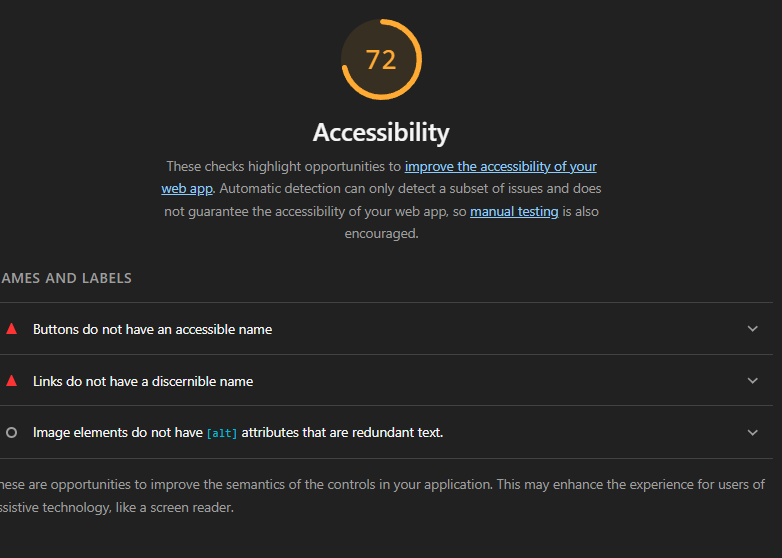 72
Accessibility
These checks highlight opportunities to improve the accessibility of your
web app. Automatic detection can only detect a subset of issues and does
not guarantee the accessibility of your web app, so manual testing is also
encouraged.
AMES AND LABELS
Buttons do not have an accessible name
Links do not have a discernible name
Image elements do not have [alt] attributes that are redundant text.
hese are opportunities to improve the semantics of the controls in your application. This may enhance the experience for users of
ssistive technology, like a screen reader.